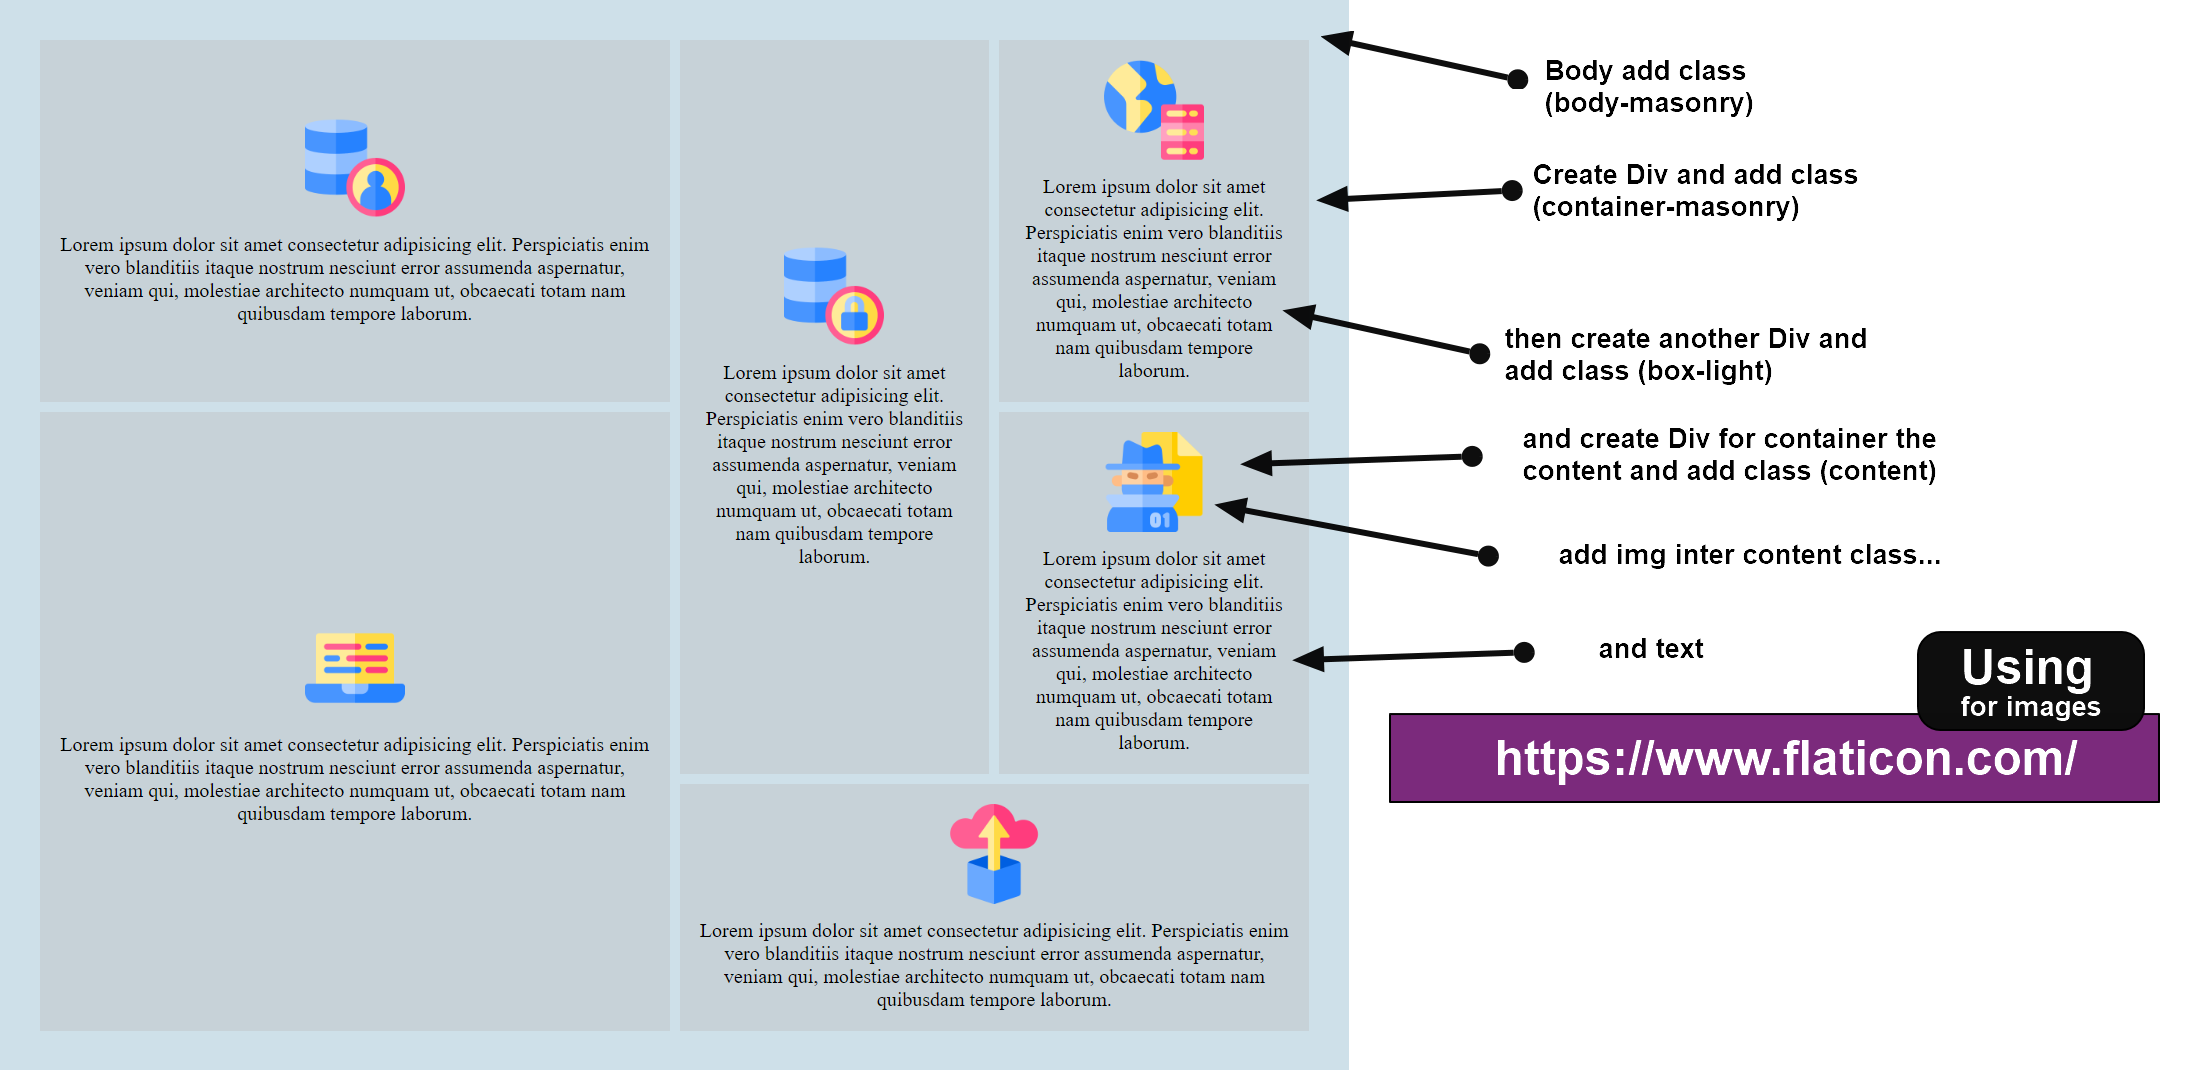 Lorem ipsum dolor sit amet consectetur adipisicing elit. Perspiciatis enim
vero blanditiis itaque nostrum nesciunt error assumenda aspernatur,
veniam qui, molestiae architecto numquam ut, obcaecati totam nam
quibusdam tempore laborum.
Lorem ipsum dolor sit amet
consectetur adipisicing elit.
Perspiciatis enim vero blanditiis
itaque nostrum nesciunt error
assumenda aspernatur, veniam
qui, molestiae architecto
numquam ut, obcaecati totam
nam quibusdam tempore
laborum.
Lorem ipsum dolor sit amet
consectetur adipisicing elit.
Perspiciatis enim vero blanditiis
itaque nostrum nesciunt error
assumenda aspernatur, veniam
qui, molestiae architecto
numquam ut, obcaecati totam
nam quibusdam tempore
laborum.
Lorem ipsum dolor sit amet consectetur adipisicing elit. Perspiciatis enim
vero blanditiis itaque nostrum nesciunt error assumenda aspernatur,
veniam qui, molestiae architecto numquam ut, obcaecati totam nam
quibusdam tempore laborum.
01
Lorem ipsum dolor sit amet
consectetur adipisicing elit.
Perspiciatis enim vero blanditiis
itaque nostrum nesciunt error
assumenda aspernatur, veniam
qui, molestiae architecto
numquam ut, obcaecati totam
nam quibusdam tempore
laborum.
Lorem ipsum dolor sit amet consectetur adipisicing elit. Perspiciatis enim
vero blanditiis itaque nostrum nesciunt error assumenda aspernatur,
veniam qui, molestiae architecto numquam ut, obcaecati totam nam
quibusdam tempore laborum.
Body add class
(body-masonry)
Create Div and add class
(container-masonry)
then create another Div and
add class (box-light)
and create Div for container the
content and add class (content)
add img inter content class...
and text
Using
for images
https://www.flaticon.com/